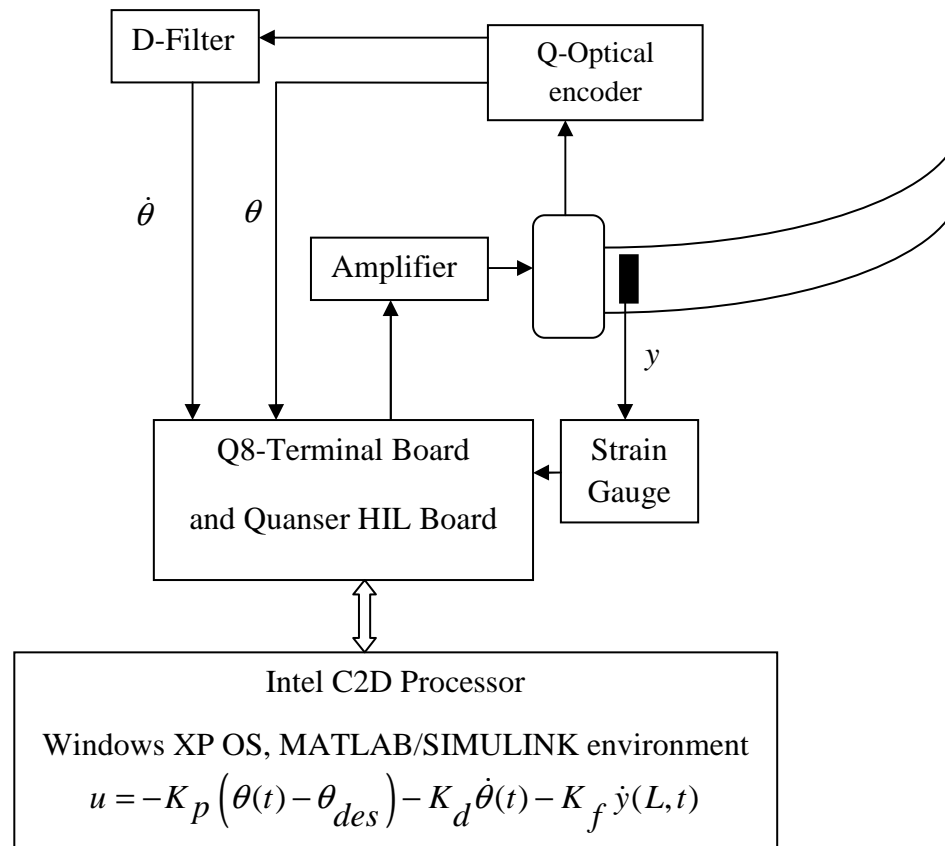 D-Filter
Q-Optical
encoder
θ̇
θ
Amplifier
y
Q8-Terminal Board
and Quanser HIL Board
Strain
Gauge
Intel C2D Processor
Windows XP OS, MATLAB/SIMULINK environment
u = −K_p (θ(t) − θ_des) − K_d θ̇(t) − K_f ẏ(L,t)